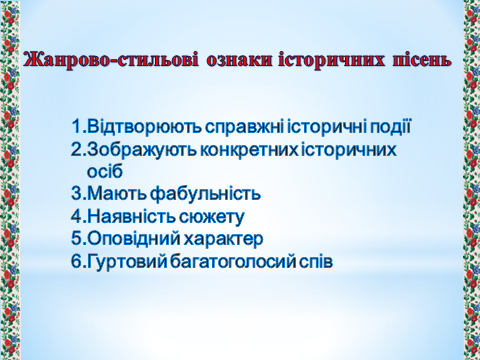 Жанрово-стильові ознаки історичних пісень
1.Відтворюють справжні історичні події
2.Зображують конкретних історичних
осіб
3.Мають фабульність
4.Наявність сюжету
5.Оповідний характер
6.Гуртовий багатоголосий спів